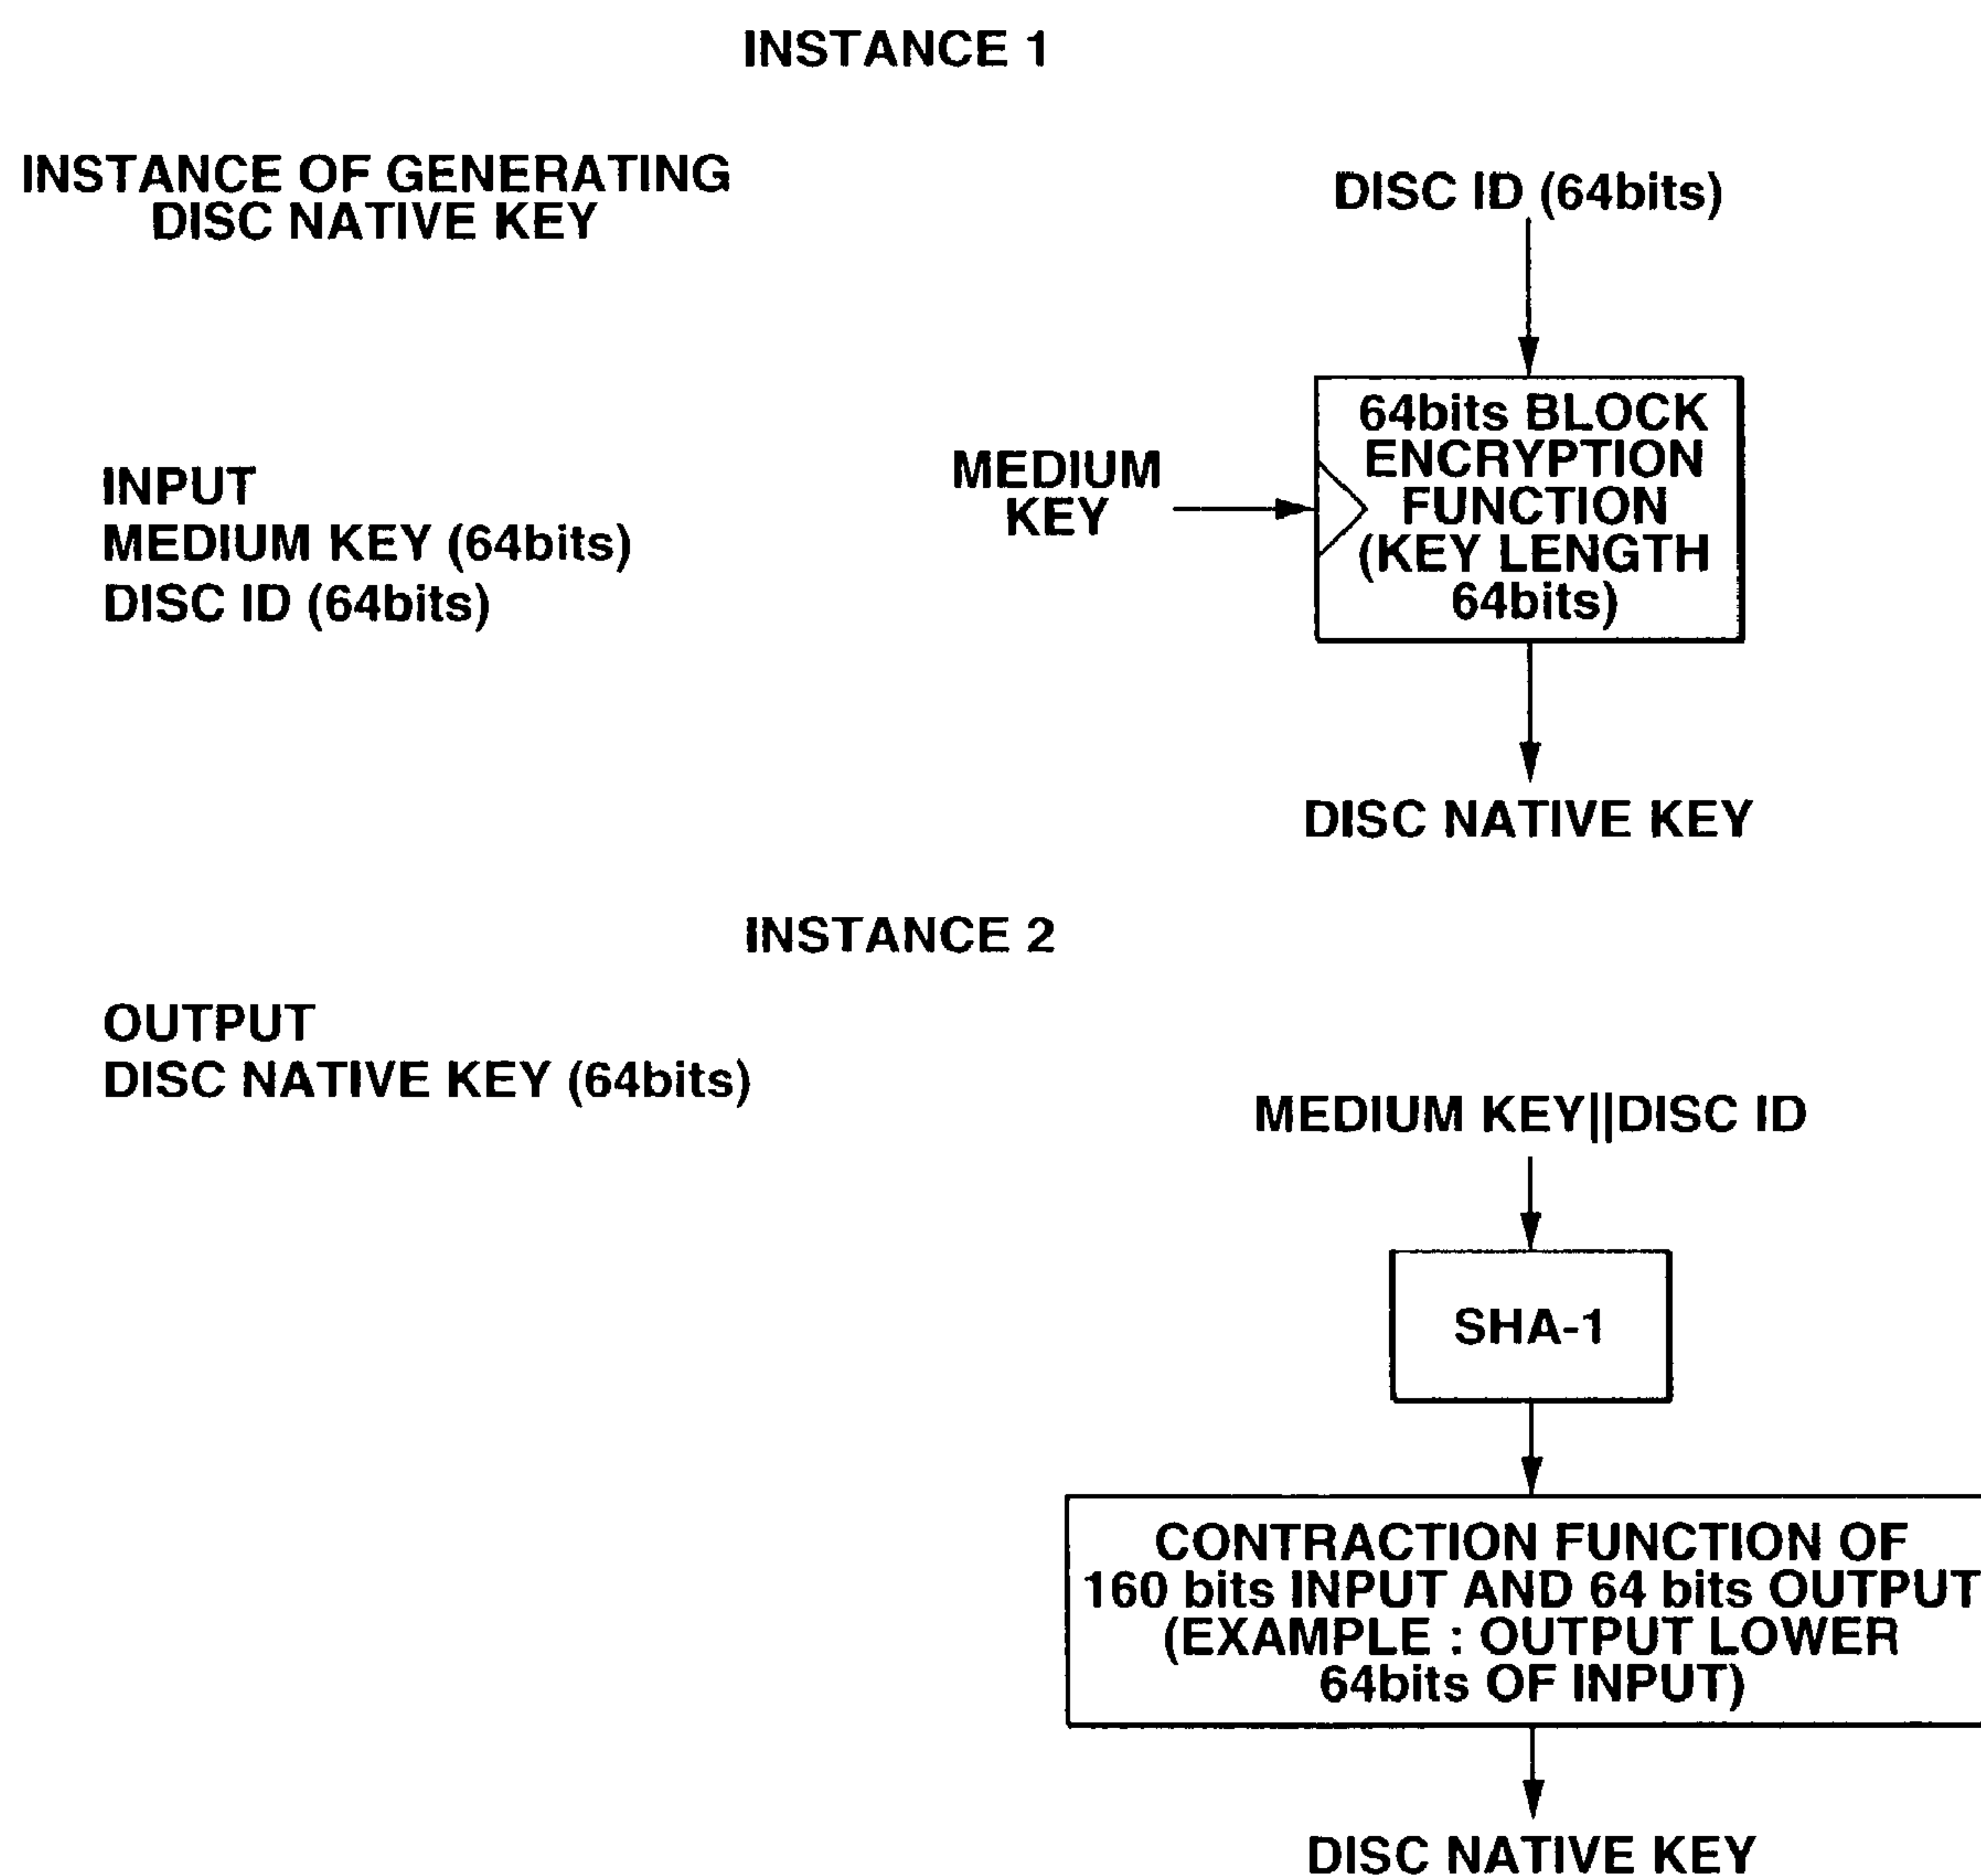 INSTANCE 1
INSTANCE OF GENERATING
DISC NATIVE KEY
DISC ID (64bits)
INPUT
MEDIUM KEY (64bits)
DISC ID (64bits)
MEDIUM
KEY
64bits BLOCK
ENCRYPTION
FUNCTION
(KEY LENGTH
64bits)
DISC NATIVE KEY
INSTANCE 2
OUTPUT
DISC NATIVE KEY (64bits)
MEDIUM KEY||DISC ID
SHA-1
CONTRACTION FUNCTION OF
160 bits INPUT AND 64 bits OUTPUT
(EXAMPLE : OUTPUT LOWER
64bits OF INPUT)
DISC NATIVE KEY